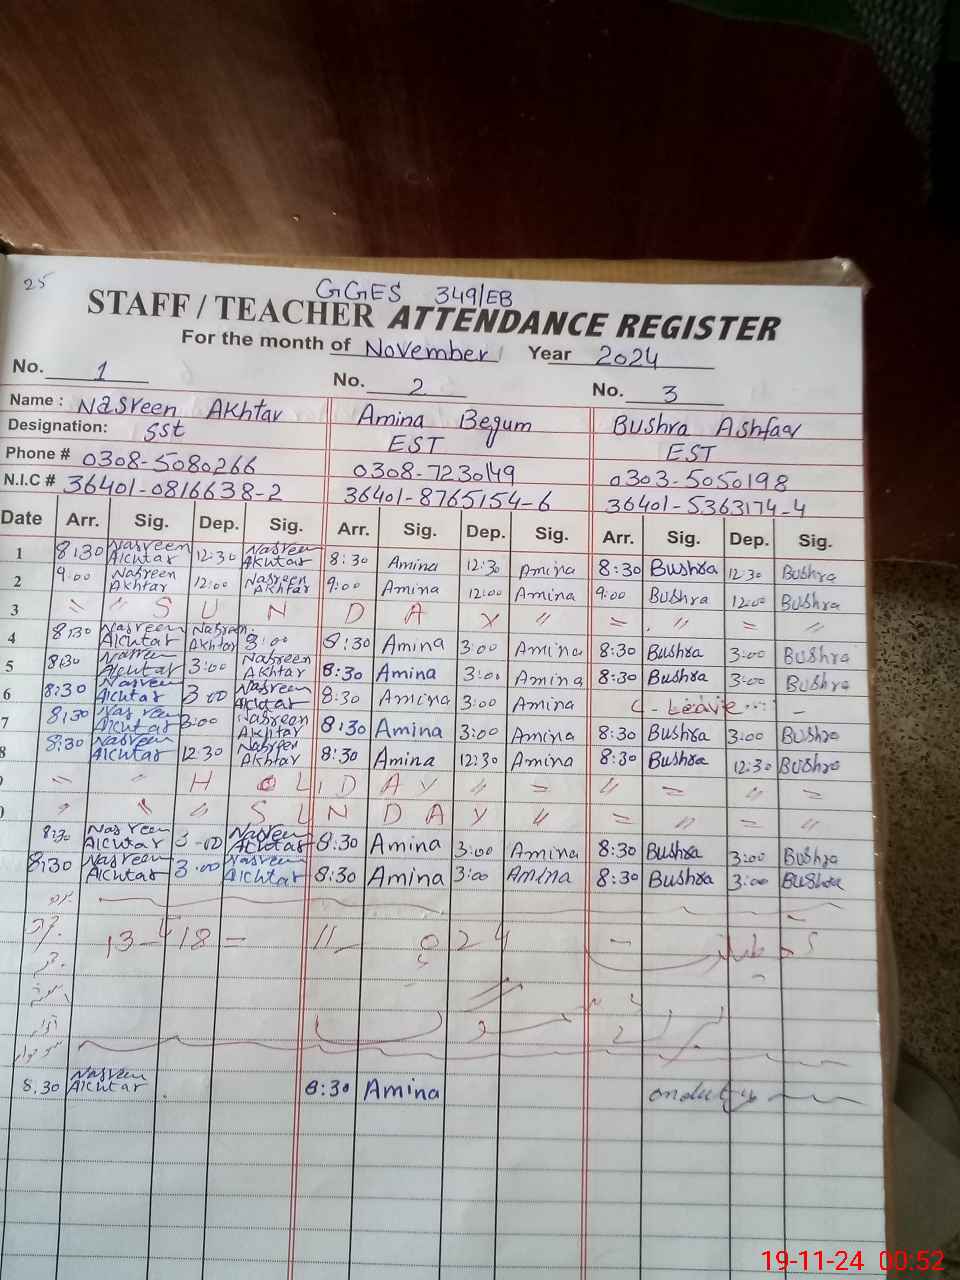 25
GGES 349/EB
STAFF / TEACHER ATTENDANCE REGISTER
For the month of November Year 2024
No. 1 No. 2 No. 3
Name : Nasreen Akhtar Amina Begum Bushra Ashfaq
Designation: SSt EST EST
Phone # 0308-5080266 0308-7230149 0303-5050198
N.I.C # 36401-0816638-2 36401-8765154-6 36401-5363174-4
Date Arr. Sig. Dep. Sig. Arr. Sig. Dep. Sig. Arr. Sig. Dep. Sig.
1 8:30 Nasreen Akhtar 12:30 Nasreen Akhtar 8:30 Amina 12:30 Amina 8:30 Bushra 12:30 Bushra
2 9:00 Nasreen Akhtar 12:00 Nasreen Akhtar 9:00 Amina 12:00 Amina 9:00 Bushra 12:00 Bushra
3 = " S U N D A Y " = " = "
4 8:30 Nasreen Akhtar Nasreen Akhtar 3:00 8:30 Amina 3:00 Amina 8:30 Bushra 3:00 Bushra
5 8:30 Nasreen Akhtar 3:00 Nasreen Akhtar 8:30 Amina 3:00 Amina 8:30 Bushra 3:00 Bushra
6 8:30 Nasreen Akhtar 3:00 Nasreen Akhtar 8:30 Amina 3:00 Amina C-Leave -
7 8:30 Nasreen Akhtar 3:00 Nasreen Akhtar 8:30 Amina 3:00 Amina 8:30 Bushra 3:00 Bushra
8 8:30 Nasreen Akhtar 12:30 Nasreen Akhtar 8:30 Amina 12:30 Amina 8:30 Bushra 12:30 Bushra
= " H O L I D A Y " = " = " =
" " " S U N D A Y " = " = "
8:30 Nasreen Akhtar 3-00 Nasreen Akhtar 8:30 Amina 3:00 Amina 8:30 Bushra 3:00 Bushra
8:30 Nasreen Akhtar 3:00 Nasreen Akhtar 8:30 Amina 3:00 Amina 8:30 Bushra 3:00 Bushra
13 - 18 - 11 - 024
8.30 Nasreen Akhtar 8:30 Amina onduty
19-11-24 00:52